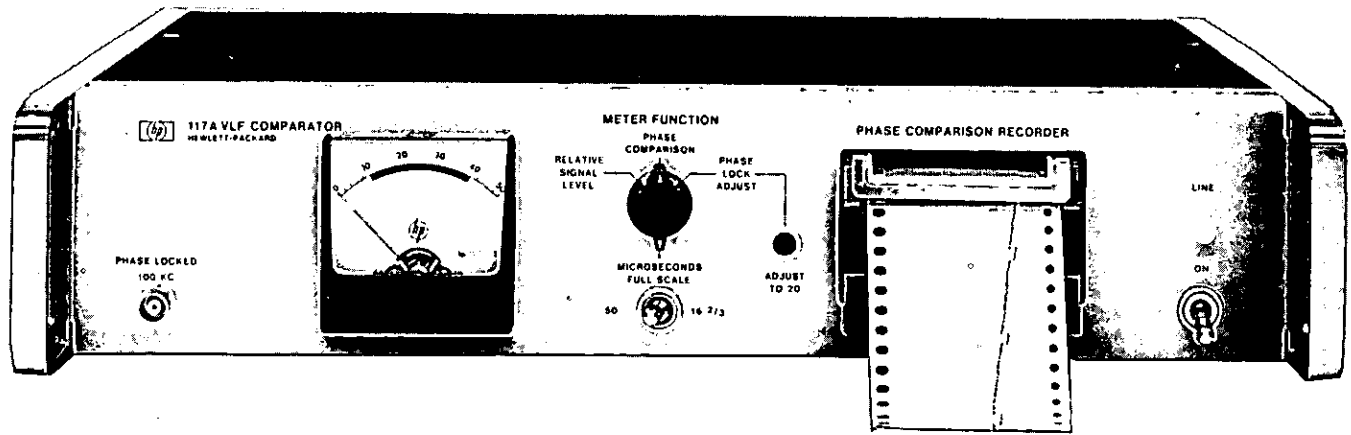 hp 117A VLF COMPARATOR
HEWLETT-PACKARD
0 10 20 30 40 50
hp
PHASE LOCKED
100 KC
METER FUNCTION
PHASE
COMPARISON
RELATIVE
SIGNAL
LEVEL
PHASE
LOCK
ADJUST
ADJUST
TO 20
MICROSECONDS
FULL SCALE
50 16 2/3
PHASE COMPARISON RECORDER
LINE
ON